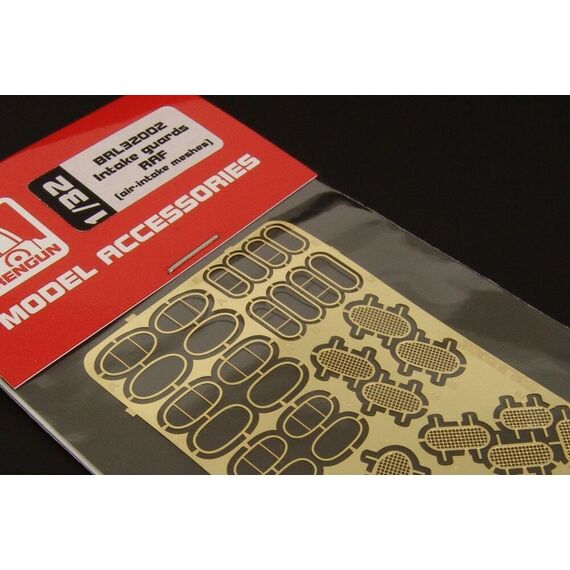 1/32
BRL32002
Intake guards
RAF
(air-intake meshes)
MODEL ACCESSORIES